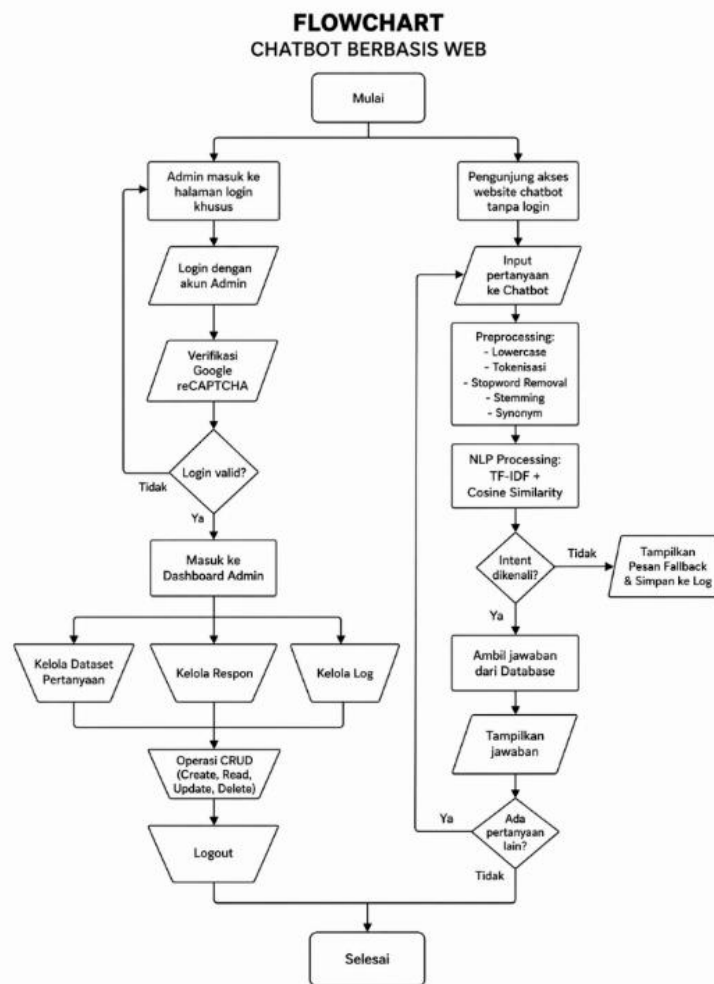 FLOWCHART
CHATBOT BERBASIS WEB
Mulai
Admin masuk ke
halaman login
khusus
Login dengan
akun Admin
Verifikasi
Google
reCAPTCHA
Login valid?
Tidak
Ya
Masuk ke
Dashboard Admin
Kelola Dataset
Pertanyaan
Kelola Respon
Kelola Log
Operasi CRUD
(Create, Read,
Update, Delete)
Logout
Pengunjung akses
website chatbot
tanpa login
Input
pertanyaan
ke Chatbot
Preprocessing:
- Lowercase
- Tokenisasi
- Stopword Removal
- Stemming
- Synonym
NLP Processing:
TF-IDF +
Cosine Similarity
Intent
dikenali?
Tidak
Tampilkan
Pesan Fallback
& Simpan ke Log
Ya
Ambil jawaban
dari Database
Tampilkan
jawaban
Ada
pertanyaan
lain?
Ya
Tidak
Selesai